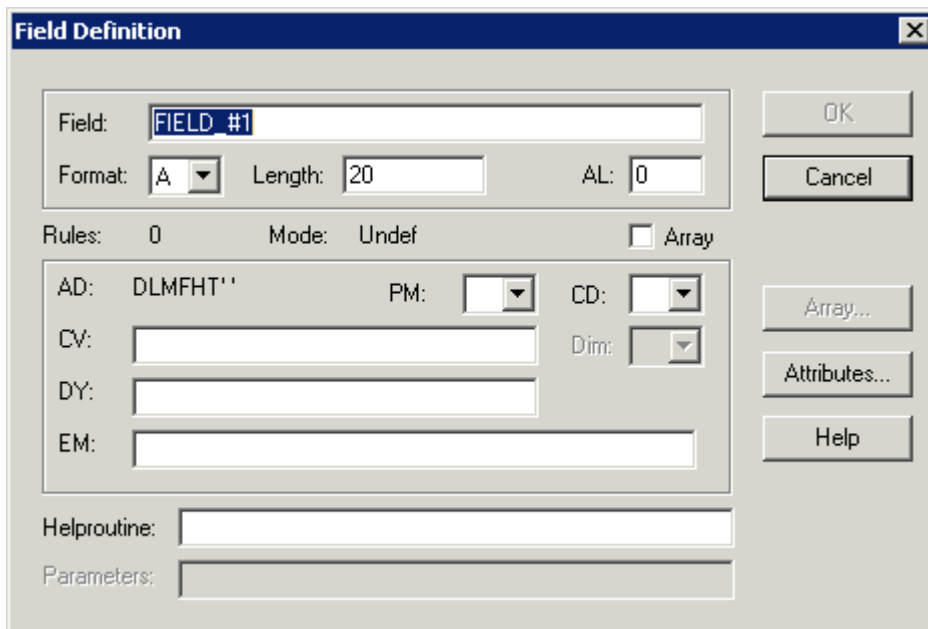 Field Definition
Field: FIELD_#1 OK
Format: A Length: 20 AL: 0 Cancel
Rules: 0 Mode: Undef Array
AD: DLMFHT'' PM: CD: Array...
CV: Dim:
DY: Attributes...
EM: Help
Helproutine:
Parameters: